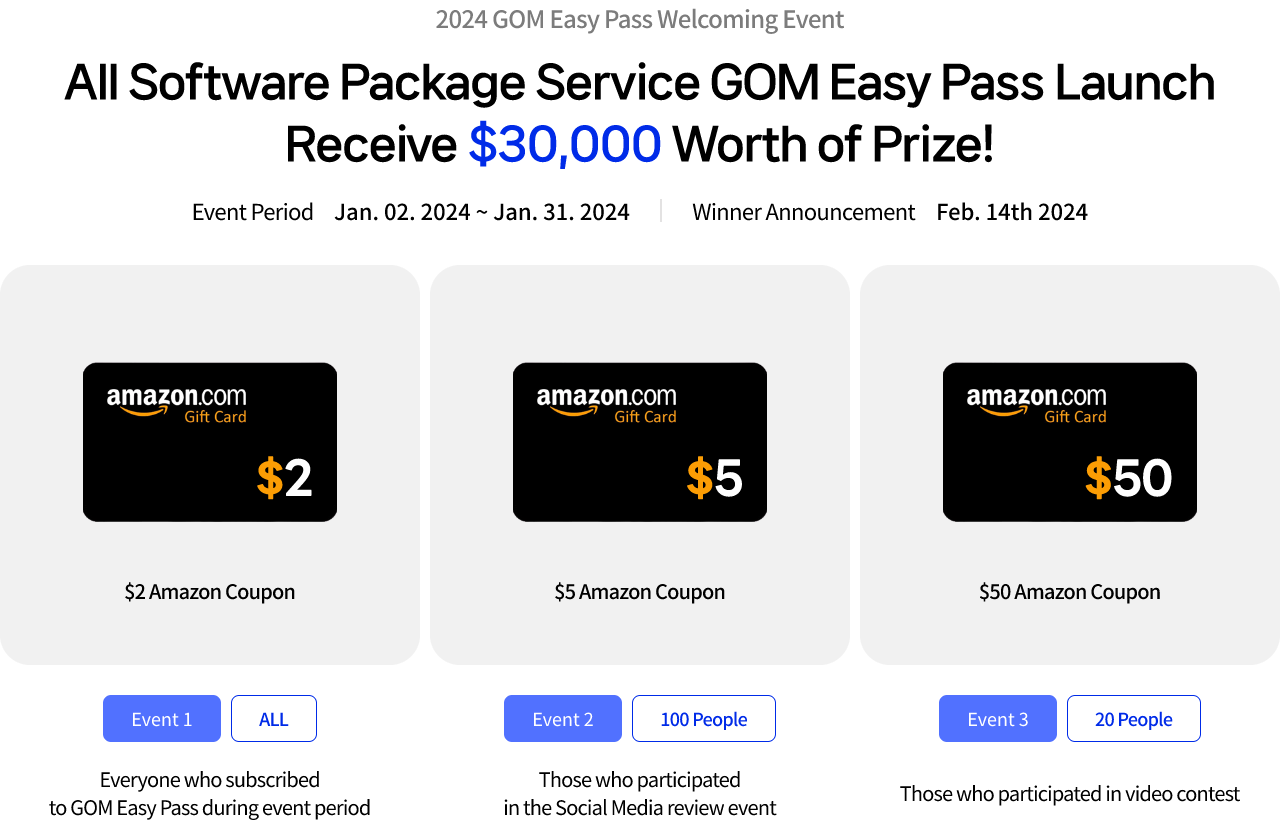 2024 GOM Easy Pass Welcoming Event
All Software Package Service GOM Easy Pass Launch
Receive $30,000 Worth of Prize!
Event Period Jan. 02. 2024 ~ Jan. 31. 2024 Winner Announcement Feb. 14th 2024
amazon.com
Gift Card
$2
$2 Amazon Coupon
Event 1 ALL
Everyone who subscribed
to GOM Easy Pass during event period
amazon.com
Gift Card
$5
$5 Amazon Coupon
Event 2 100 People
Those who participated
in the Social Media review event
amazon.com
Gift Card
$50
$50 Amazon Coupon
Event 3 20 People
Those who participated in video contest